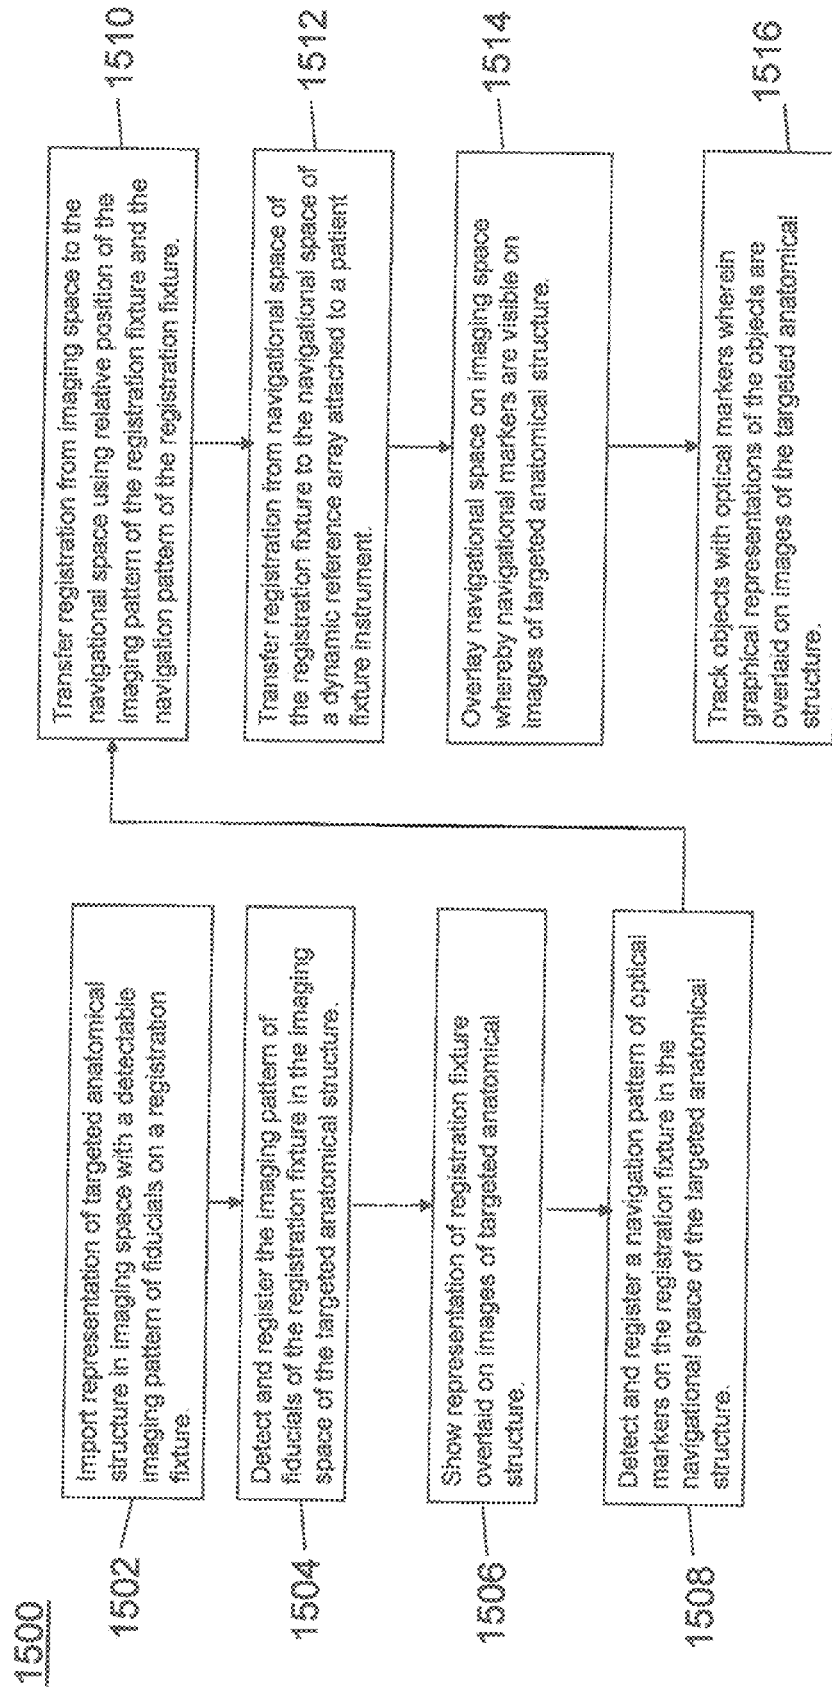 1500
1502
Import representation of targeted anatomical
structure in imaging space with a detectable
imaging pattern of fiducials on a registration
fixture.
1504
Detect and register the imaging pattern of
fiducials of the registration fixture in the imaging
space of the targeted anatomical structure.
1506
Show representation of registration fixture
overlaid on images of targeted anatomical
structure.
1508
Detect and register a navigation pattern of optical
markers on the registration fixture in the
navigational space of the targeted anatomical
structure.
Transfer registration from imaging space to the
navigational space using relative position of the
imaging pattern of the registration fixture and the
navigation pattern of the registration fixture.
1510
Transfer registration from navigational space of
the registration fixture to the navigational space of
a dynamic reference array attached to a patient
fixture instrument.
1512
Overlay navigational space on imaging space
whereby navigational markers are visible on
images of targeted anatomical structure.
1514
Track objects with optical markers wherein
graphical representations of the objects are
overlaid on images of the targeted anatomical
structure.
1516